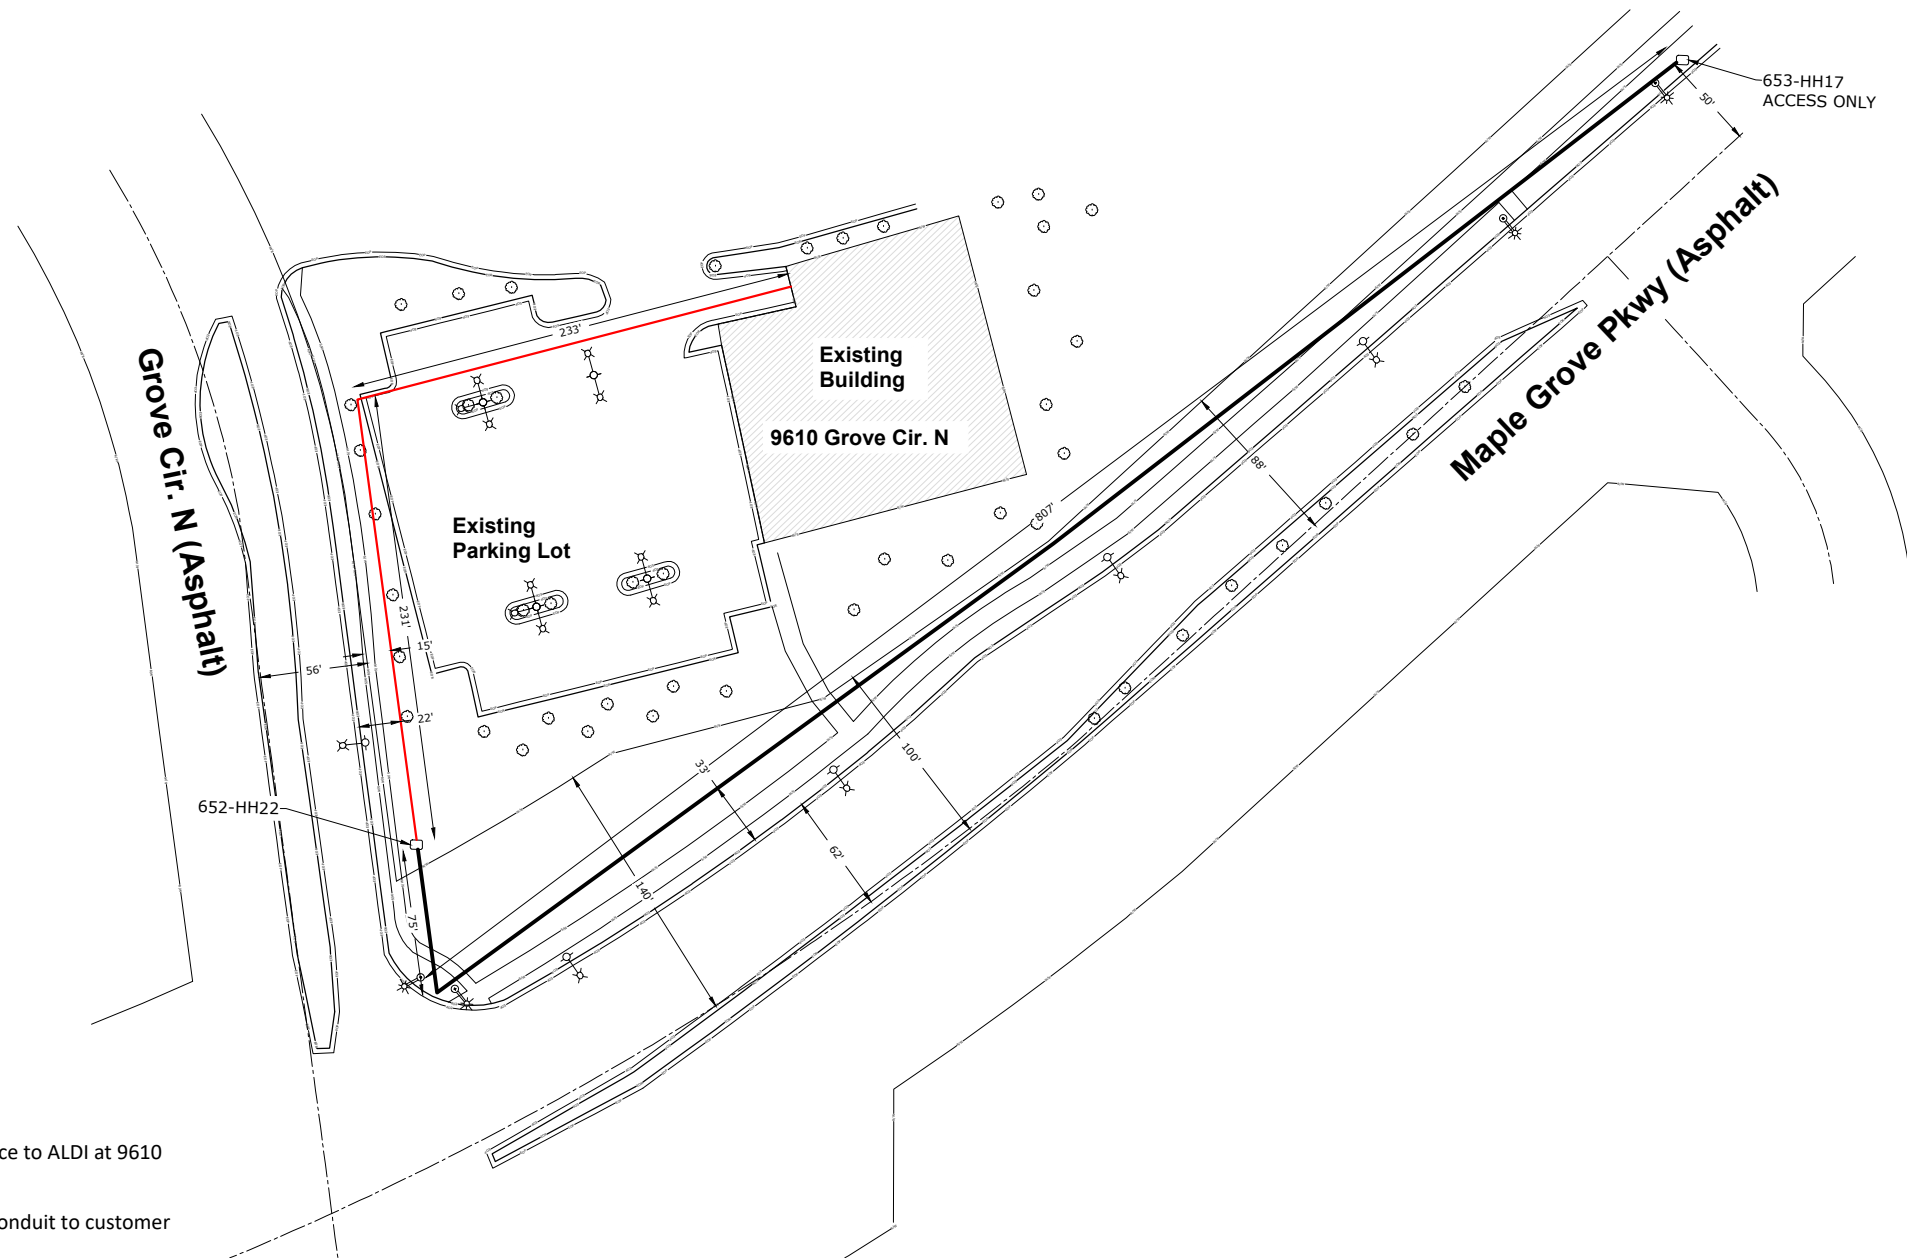 653-HH17
ACCESS ONLY
50'
Maple Grove Pkwy (Asphalt)
233'
Existing
Building
9610 Grove Cir. N
Grove Cir. N (Asphalt)
88'
807'
Existing
Parking Lot
231'
15'
56'
22'
100'
33'
652-HH22
62'
140'
75'
ce to ALDI at 9610
onduit to customer